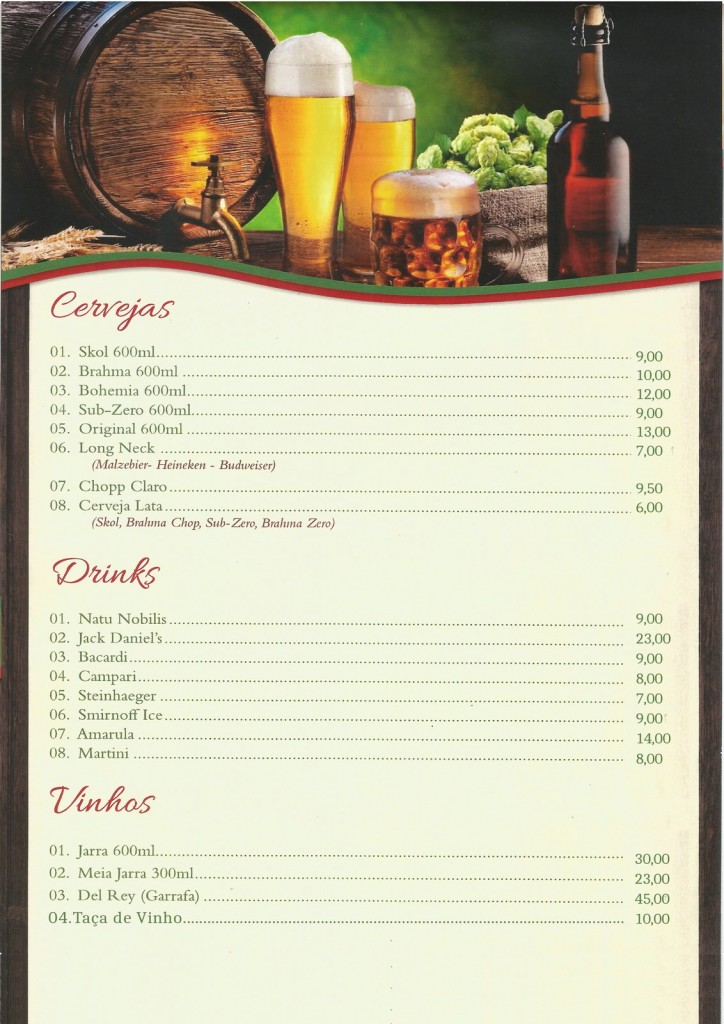 Cervejas
01. Skol 600ml............ 9,00
02. Brahma 600ml ............ 10,00
03. Bohemia 600ml............ 12,00
04. Sub-Zero 600ml............ 9,00
05. Original 600ml ............ 13,00
06. Long Neck ............ 7,00
(Malzebier- Heineken - Budweiser)
07. Chopp Claro ............ 9,50
08. Cerveja Lata ............ 6,00
(Skol, Brahma Chop, Sub-Zero, Brahma Zero)
Drinks
01. Natu Nobilis ............ 9,00
02. Jack Daniel's ............ 23,00
03. Bacardi............ 9,00
04. Campari............ 8,00
05. Steinhaeger ............ 7,00
06. Smirnoff Ice ............ 9,00
07. Amarula ............ 14,00
08. Martini ............ 8,00
Vinhos
01. Jarra 600ml............ 30,00
02. Meia Jarra 300ml............ 23,00
03. Del Rey (Garrafa) ............ 45,00
04.Taça de Vinho............ 10,00